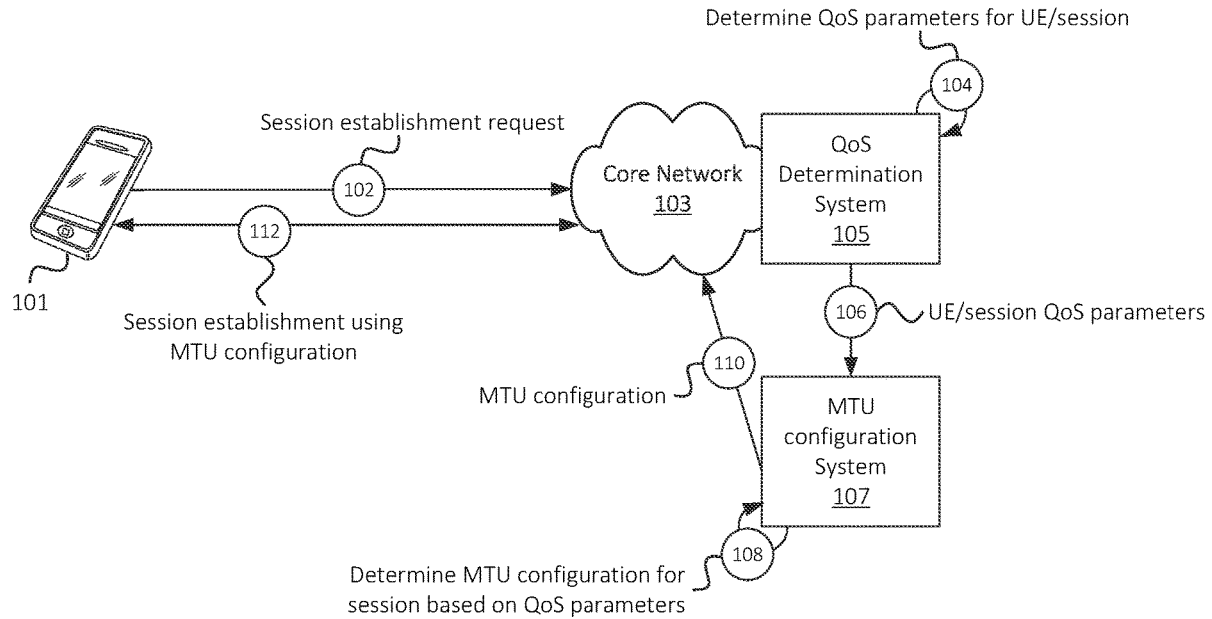 Determine QoS parameters for UE/session
104
Session establishment request
102
Core Network
103
QoS
Determination
System
105
112
101
Session establishment using
MTU configuration
106
UE/session QoS parameters
110
MTU configuration
MTU
configuration
System
107
108
Determine MTU configuration for
session based on QoS parameters